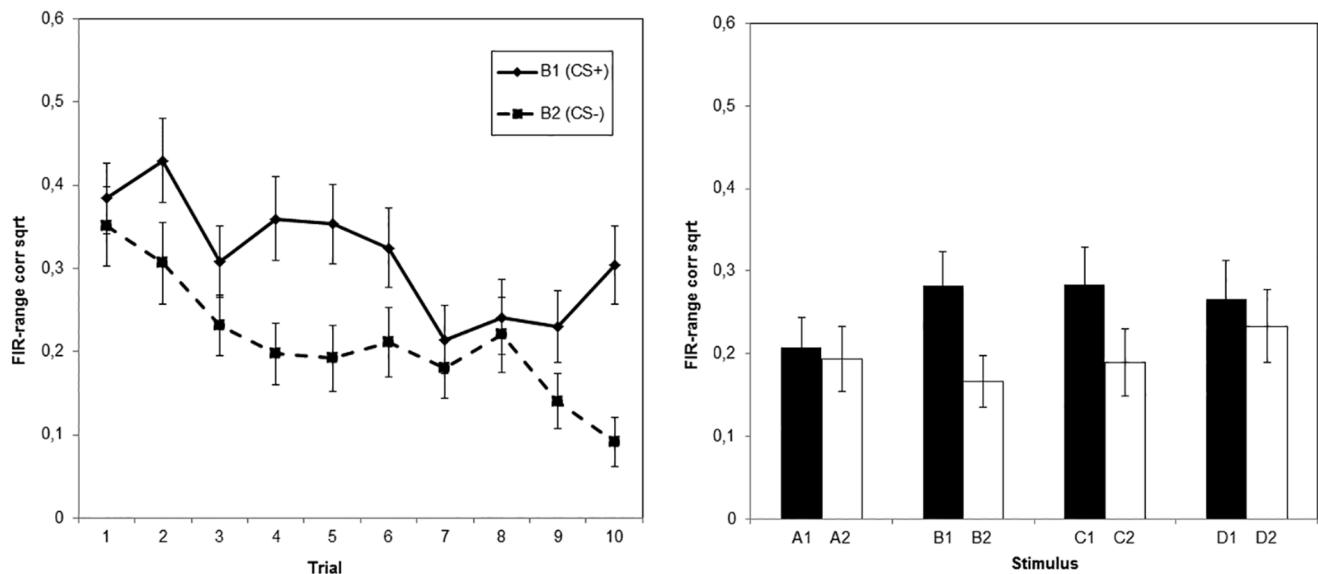 0,6
0,5
0,4
0,3
0,2
0,1
0
FIR-range corr sqrt
B1 (CS+)
B2 (CS-)
1 2 3 4 5 6 7 8 9 10
Trial
0,6
0,5
0,4
0,3
0,2
0,1
0
FIR-range corr sqrt
A1 A2 B1 B2 C1 C2 D1 D2
Stimulus